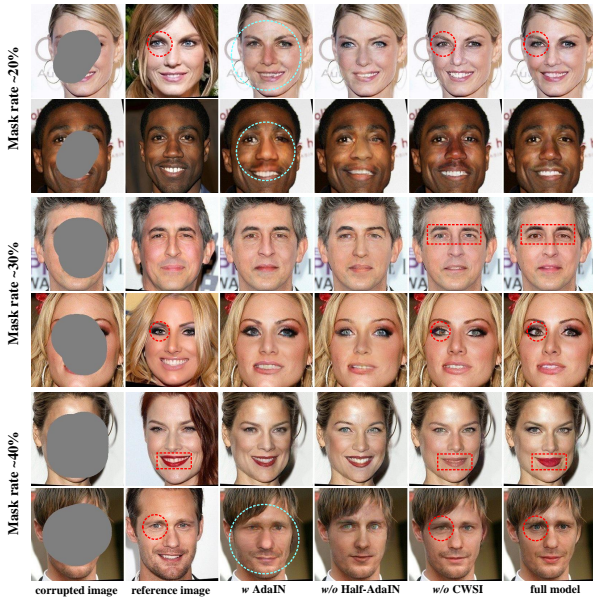 Mask rate ~20%
Mask rate ~30%
Mask rate ~40%
corrupted image reference image w AdaIN w/o Half-AdaIN w/o CWSI full model